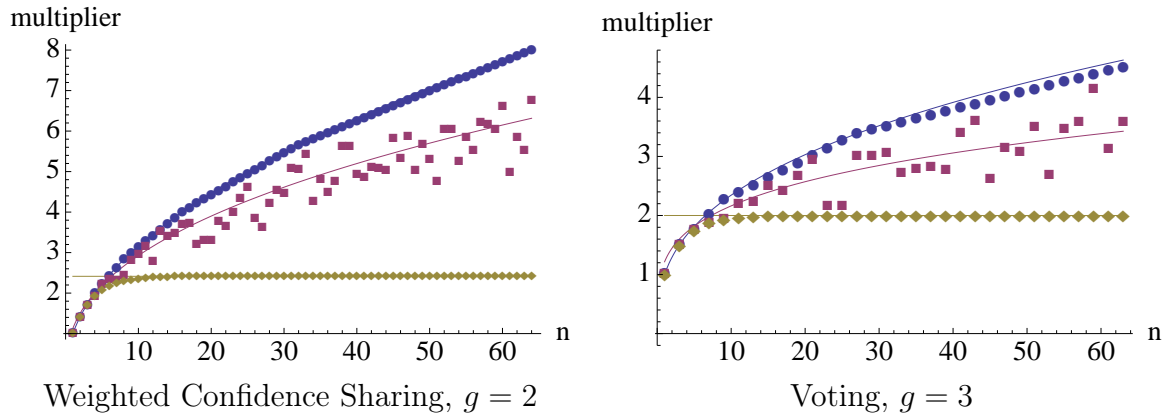 multiplier
8
7
6
5
4
3
2
10 20 30 40 50 60 n
Weighted Confidence Sharing, g = 2
multiplier
4
3
2
1
10 20 30 40 50 60 n
Voting, g = 3